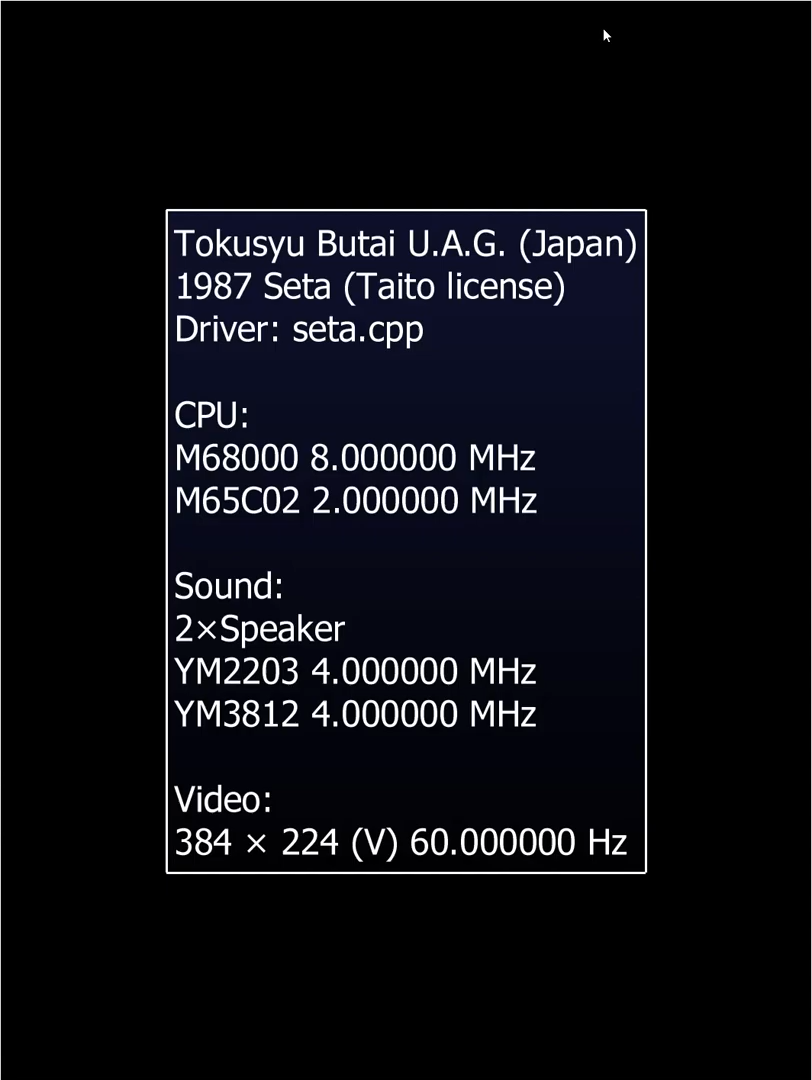 Tokusyu Butai U.A.G. (Japan)
1987 Seta (Taito license)
Driver: seta.cpp
CPU:
M68000 8.000000 MHz
M65C02 2.000000 MHz
Sound:
2×Speaker
YM2203 4.000000 MHz
YM3812 4.000000 MHz
Video:
384 × 224 (V) 60.000000 Hz